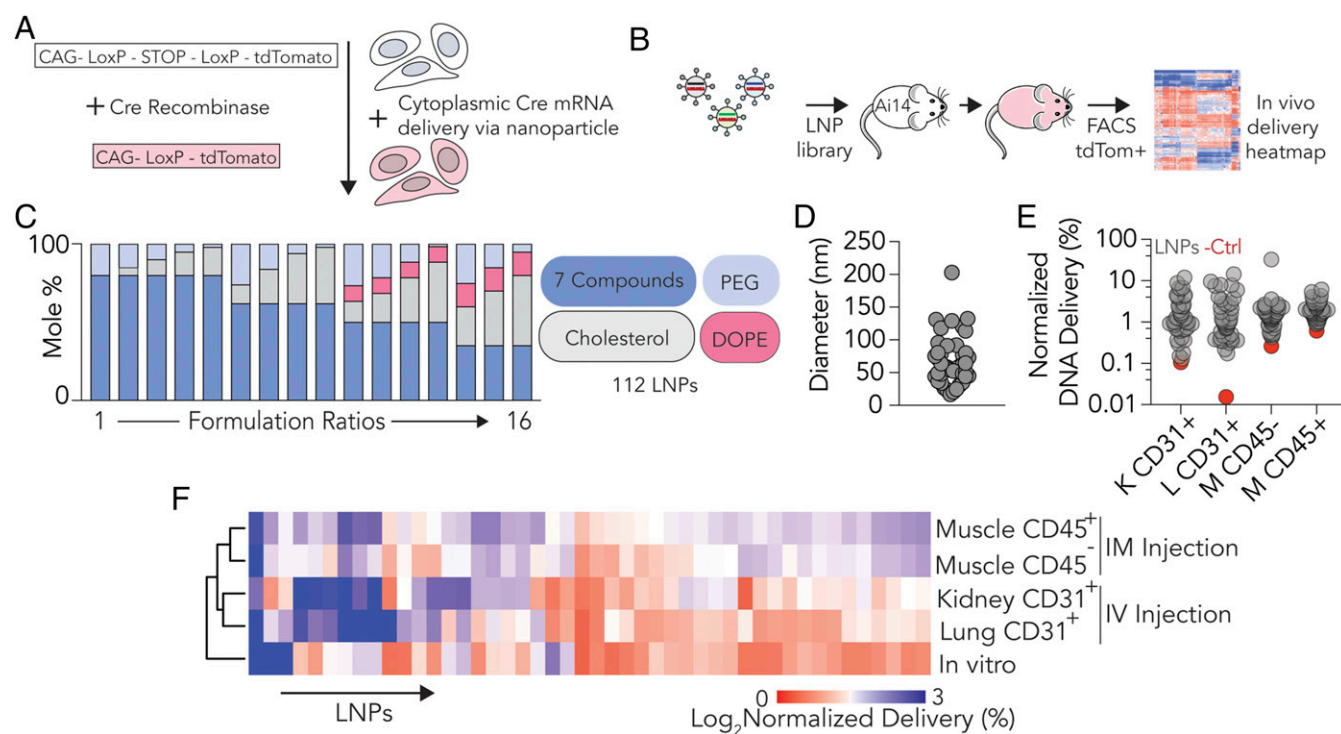 A
CAG- LoxP - STOP - LoxP - tdTomato
+ Cre Recombinase
CAG- LoxP - tdTomato
+ Cytoplasmic Cre mRNA
delivery via nanoparticle
B
LNP
library
Ai14
FACS
tdTom+
In vivo
delivery
heatmap
C
Mole %
100
0
1
Formulation Ratios
16
7 Compounds
PEG
Cholesterol
DOPE
112 LNPs
D
Diameter (nm)
250
200
150
100
50
0
E
Normalized
DNA Delivery (%)
100
10
1
0.1
0.01
LNPs -Ctrl
K CD31+
L CD31+
M CD45-
M CD45+
F
Muscle CD45+
Muscle CD45-
IM Injection
Kidney CD31+
Lung CD31+
IV Injection
In vitro
LNPs
0
3
Log2Normalized Delivery (%)